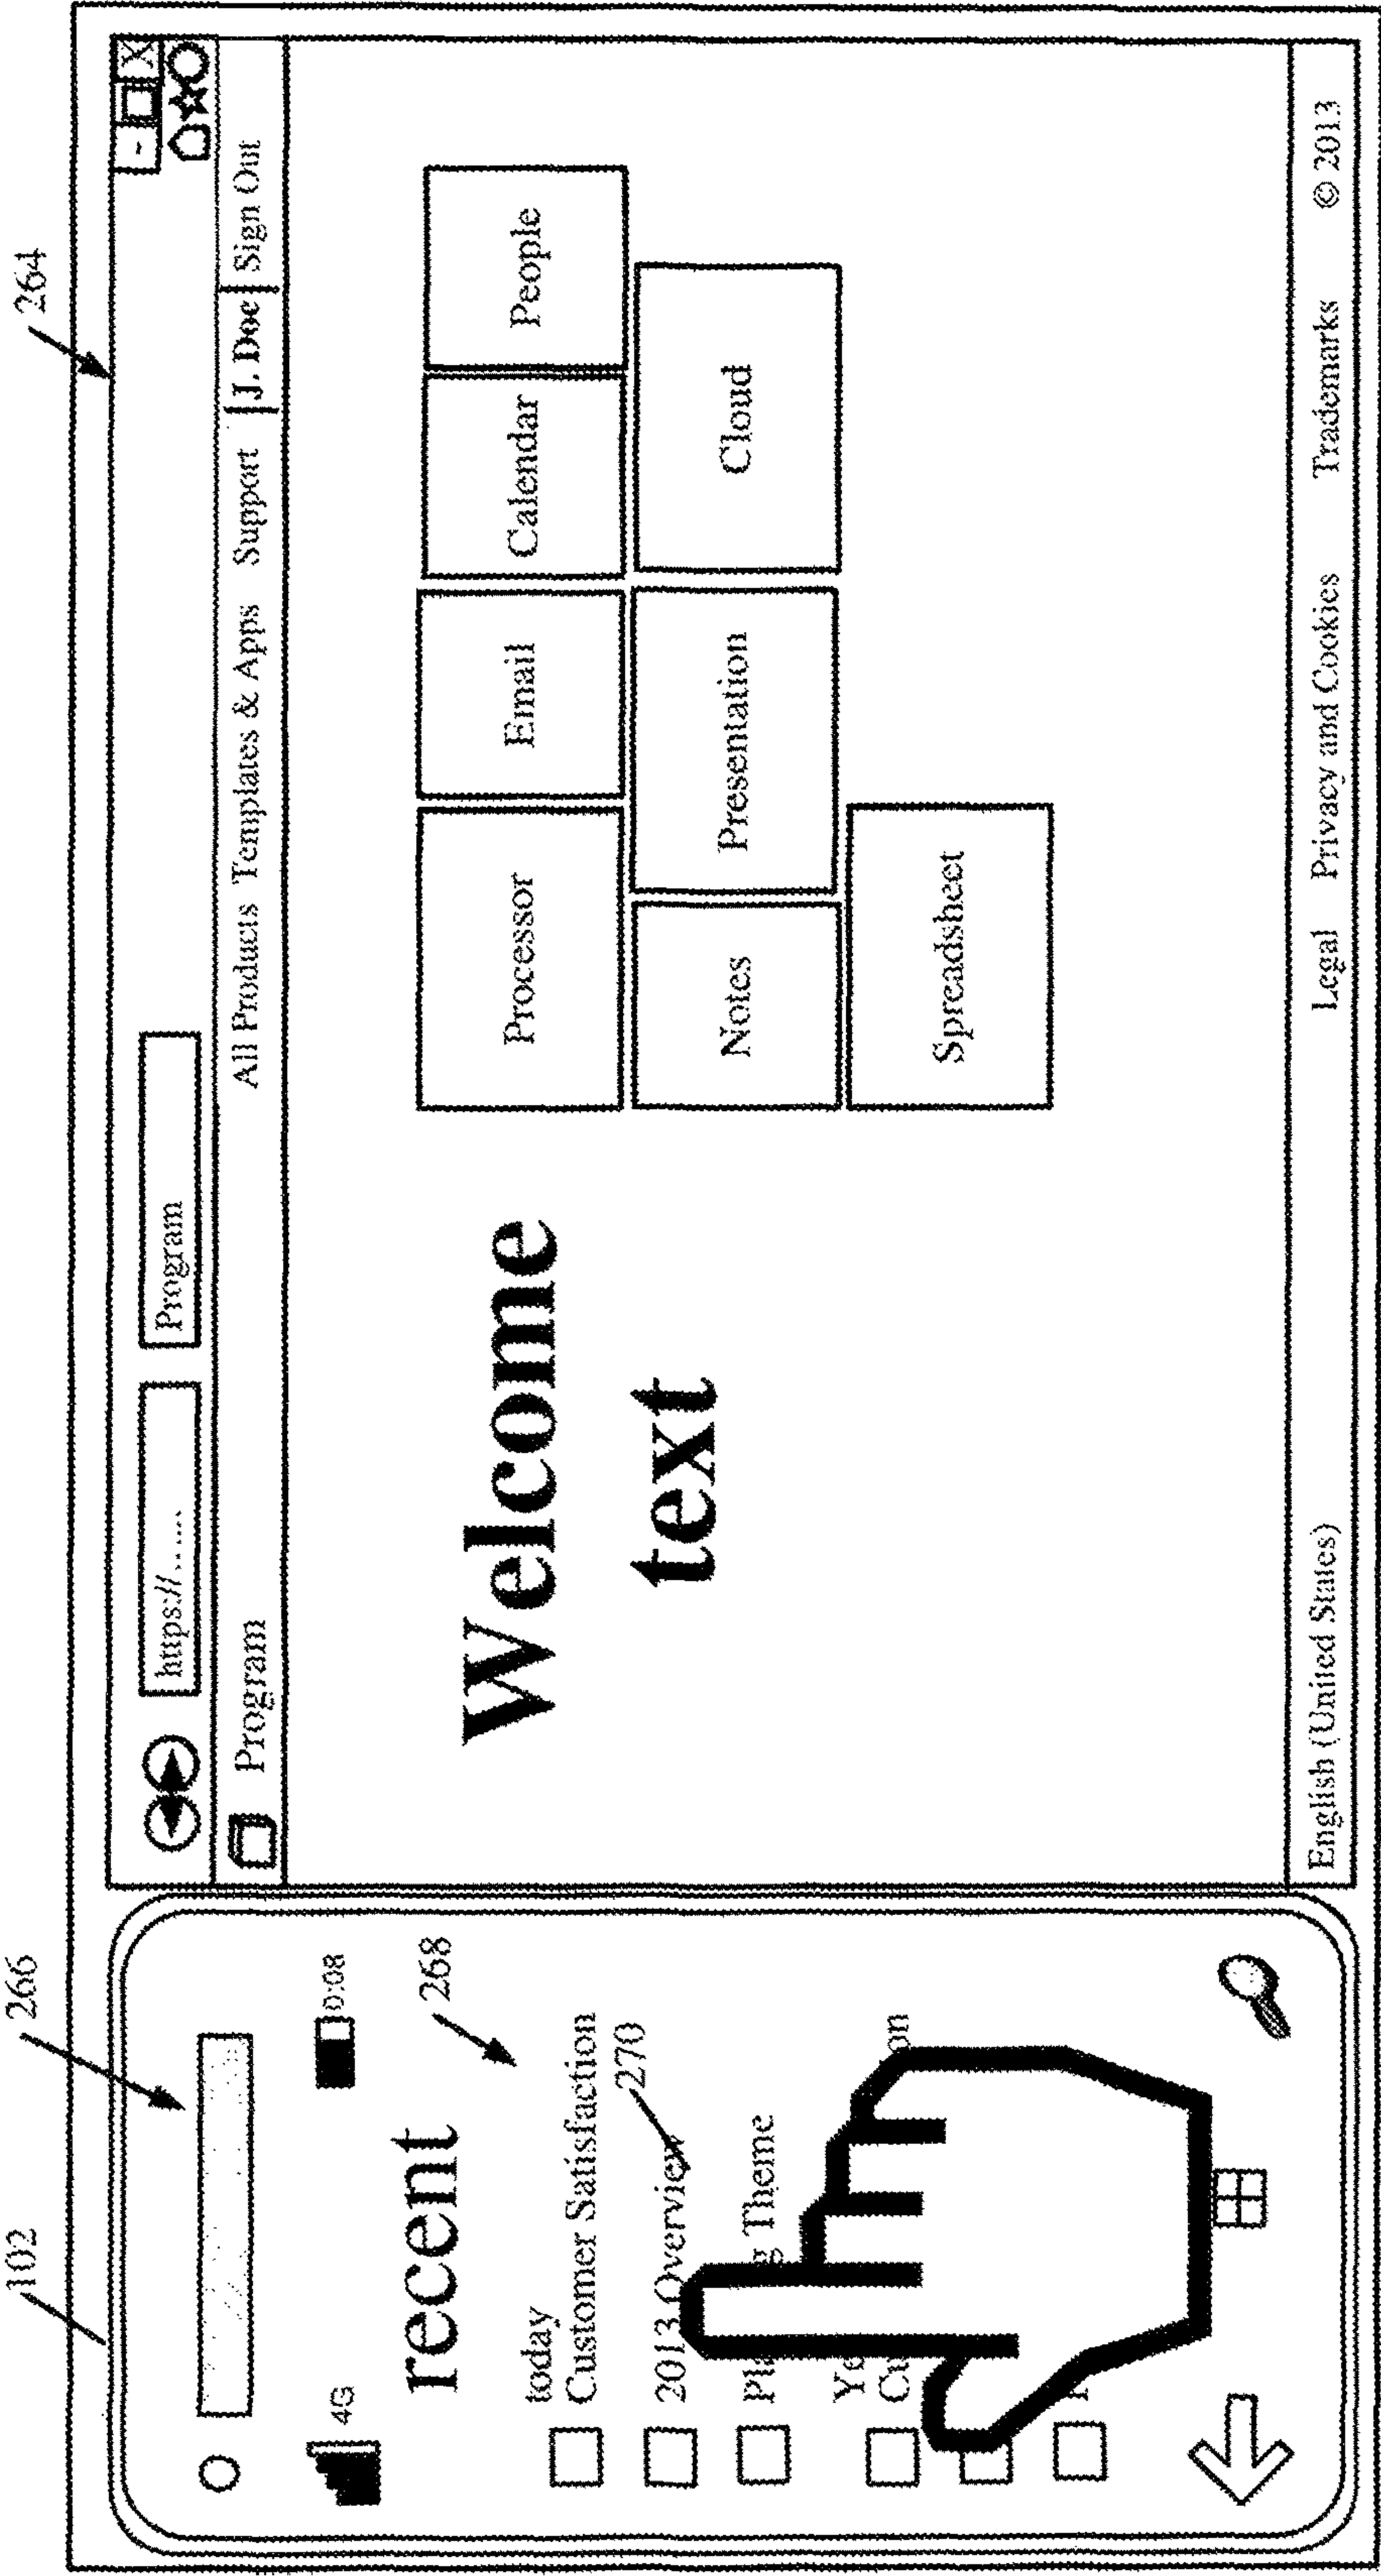 102
266
264
4G
0:08
recent
268
today
Customer Satisfaction
270
2013 Overview
Theme
https://......
Program
Program
All Products Templates & Apps Support J. Doe Sign Out
Welcome
text
Processor
Email
Calendar
People
Notes
Presentation
Cloud
Spreadsheet
English (United States)
Legal
Privacy and Cookies
Trademarks
© 2013